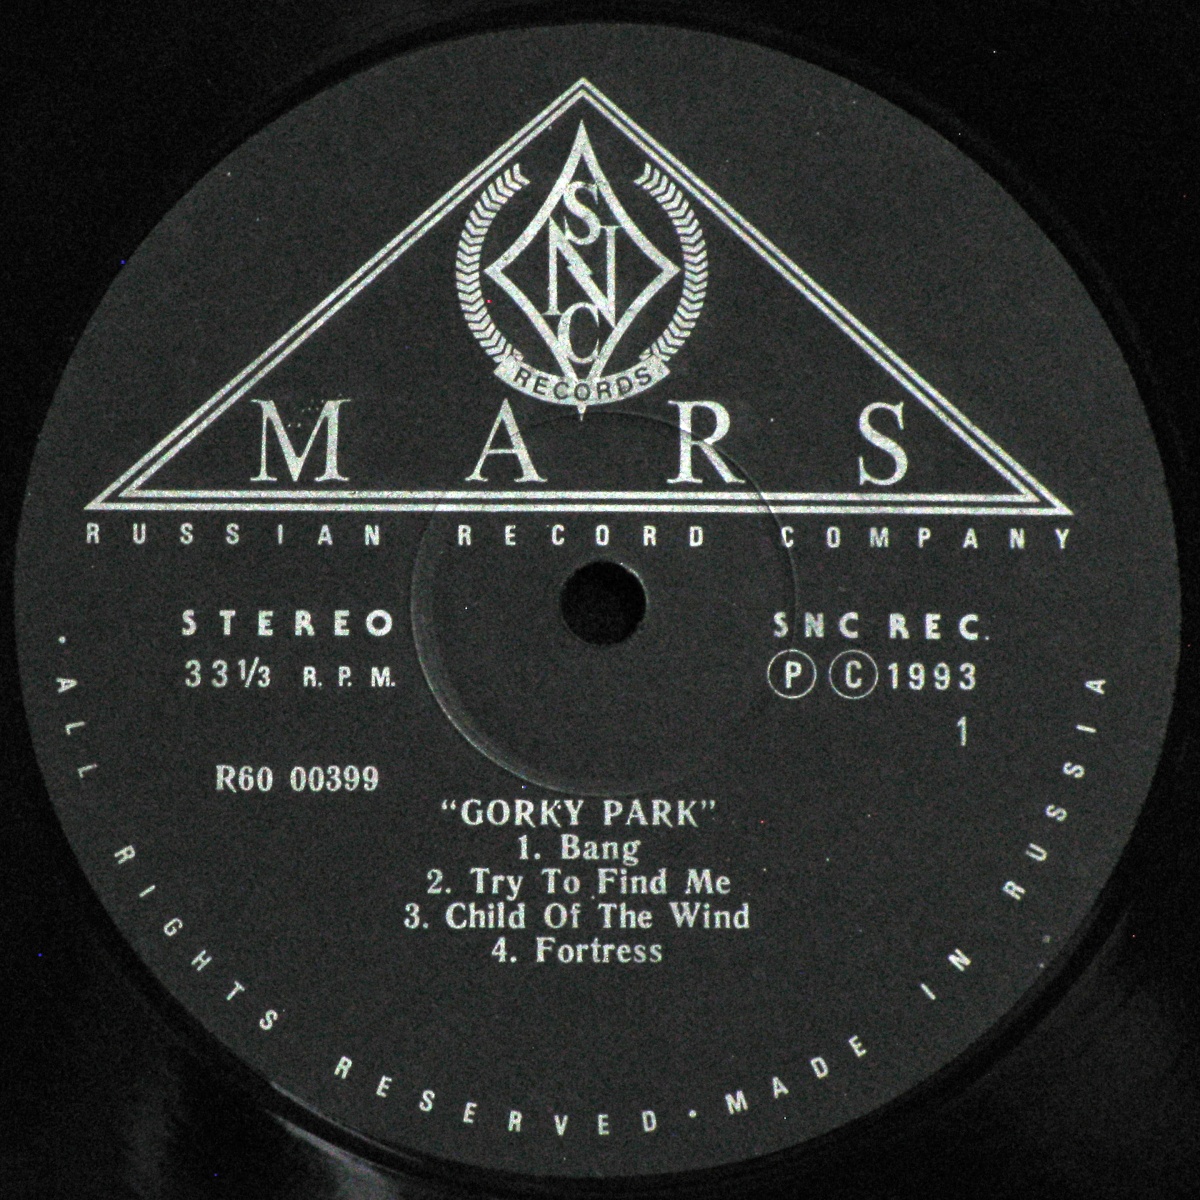 SNC
RECORDS
MARS
RUSSIAN RECORD COMPANY
STEREO
33 1/3 R. P. M.
SNC REC.
Ⓟ Ⓒ 1993
1
R60 00399
“GORKY PARK”
1. Bang
2. Try To Find Me
3. Child Of The Wind
4. Fortress
· ALL RIGHTS RESERVED · MADE IN RUSSIA